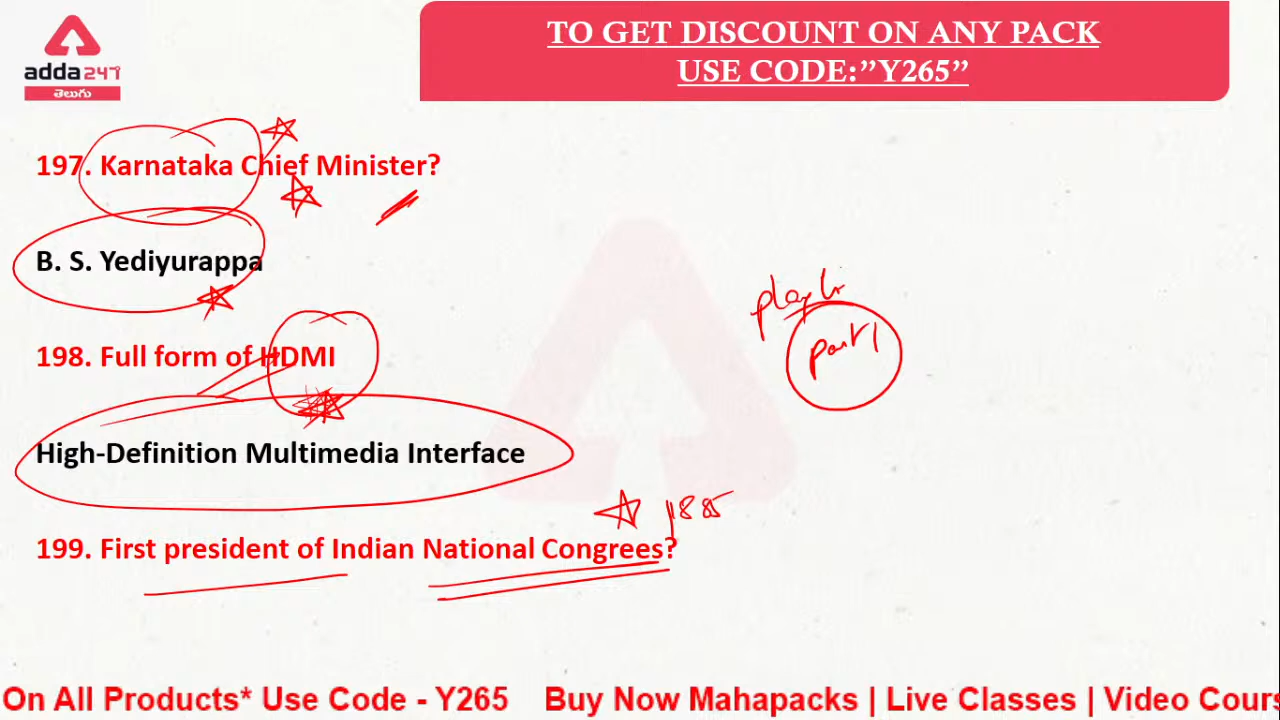 adda247
తెలుగు
TO GET DISCOUNT ON ANY PACK
USE CODE:”Y265”
197. Karnataka Chief Minister?
B. S. Yediyurappa
198. Full form of HDMI
High-Definition Multimedia Interface
part 1
1885
199. First president of Indian National Congrees?
On All Products* Use Code - Y265 Buy Now Mahapacks | Live Classes | Video Cours